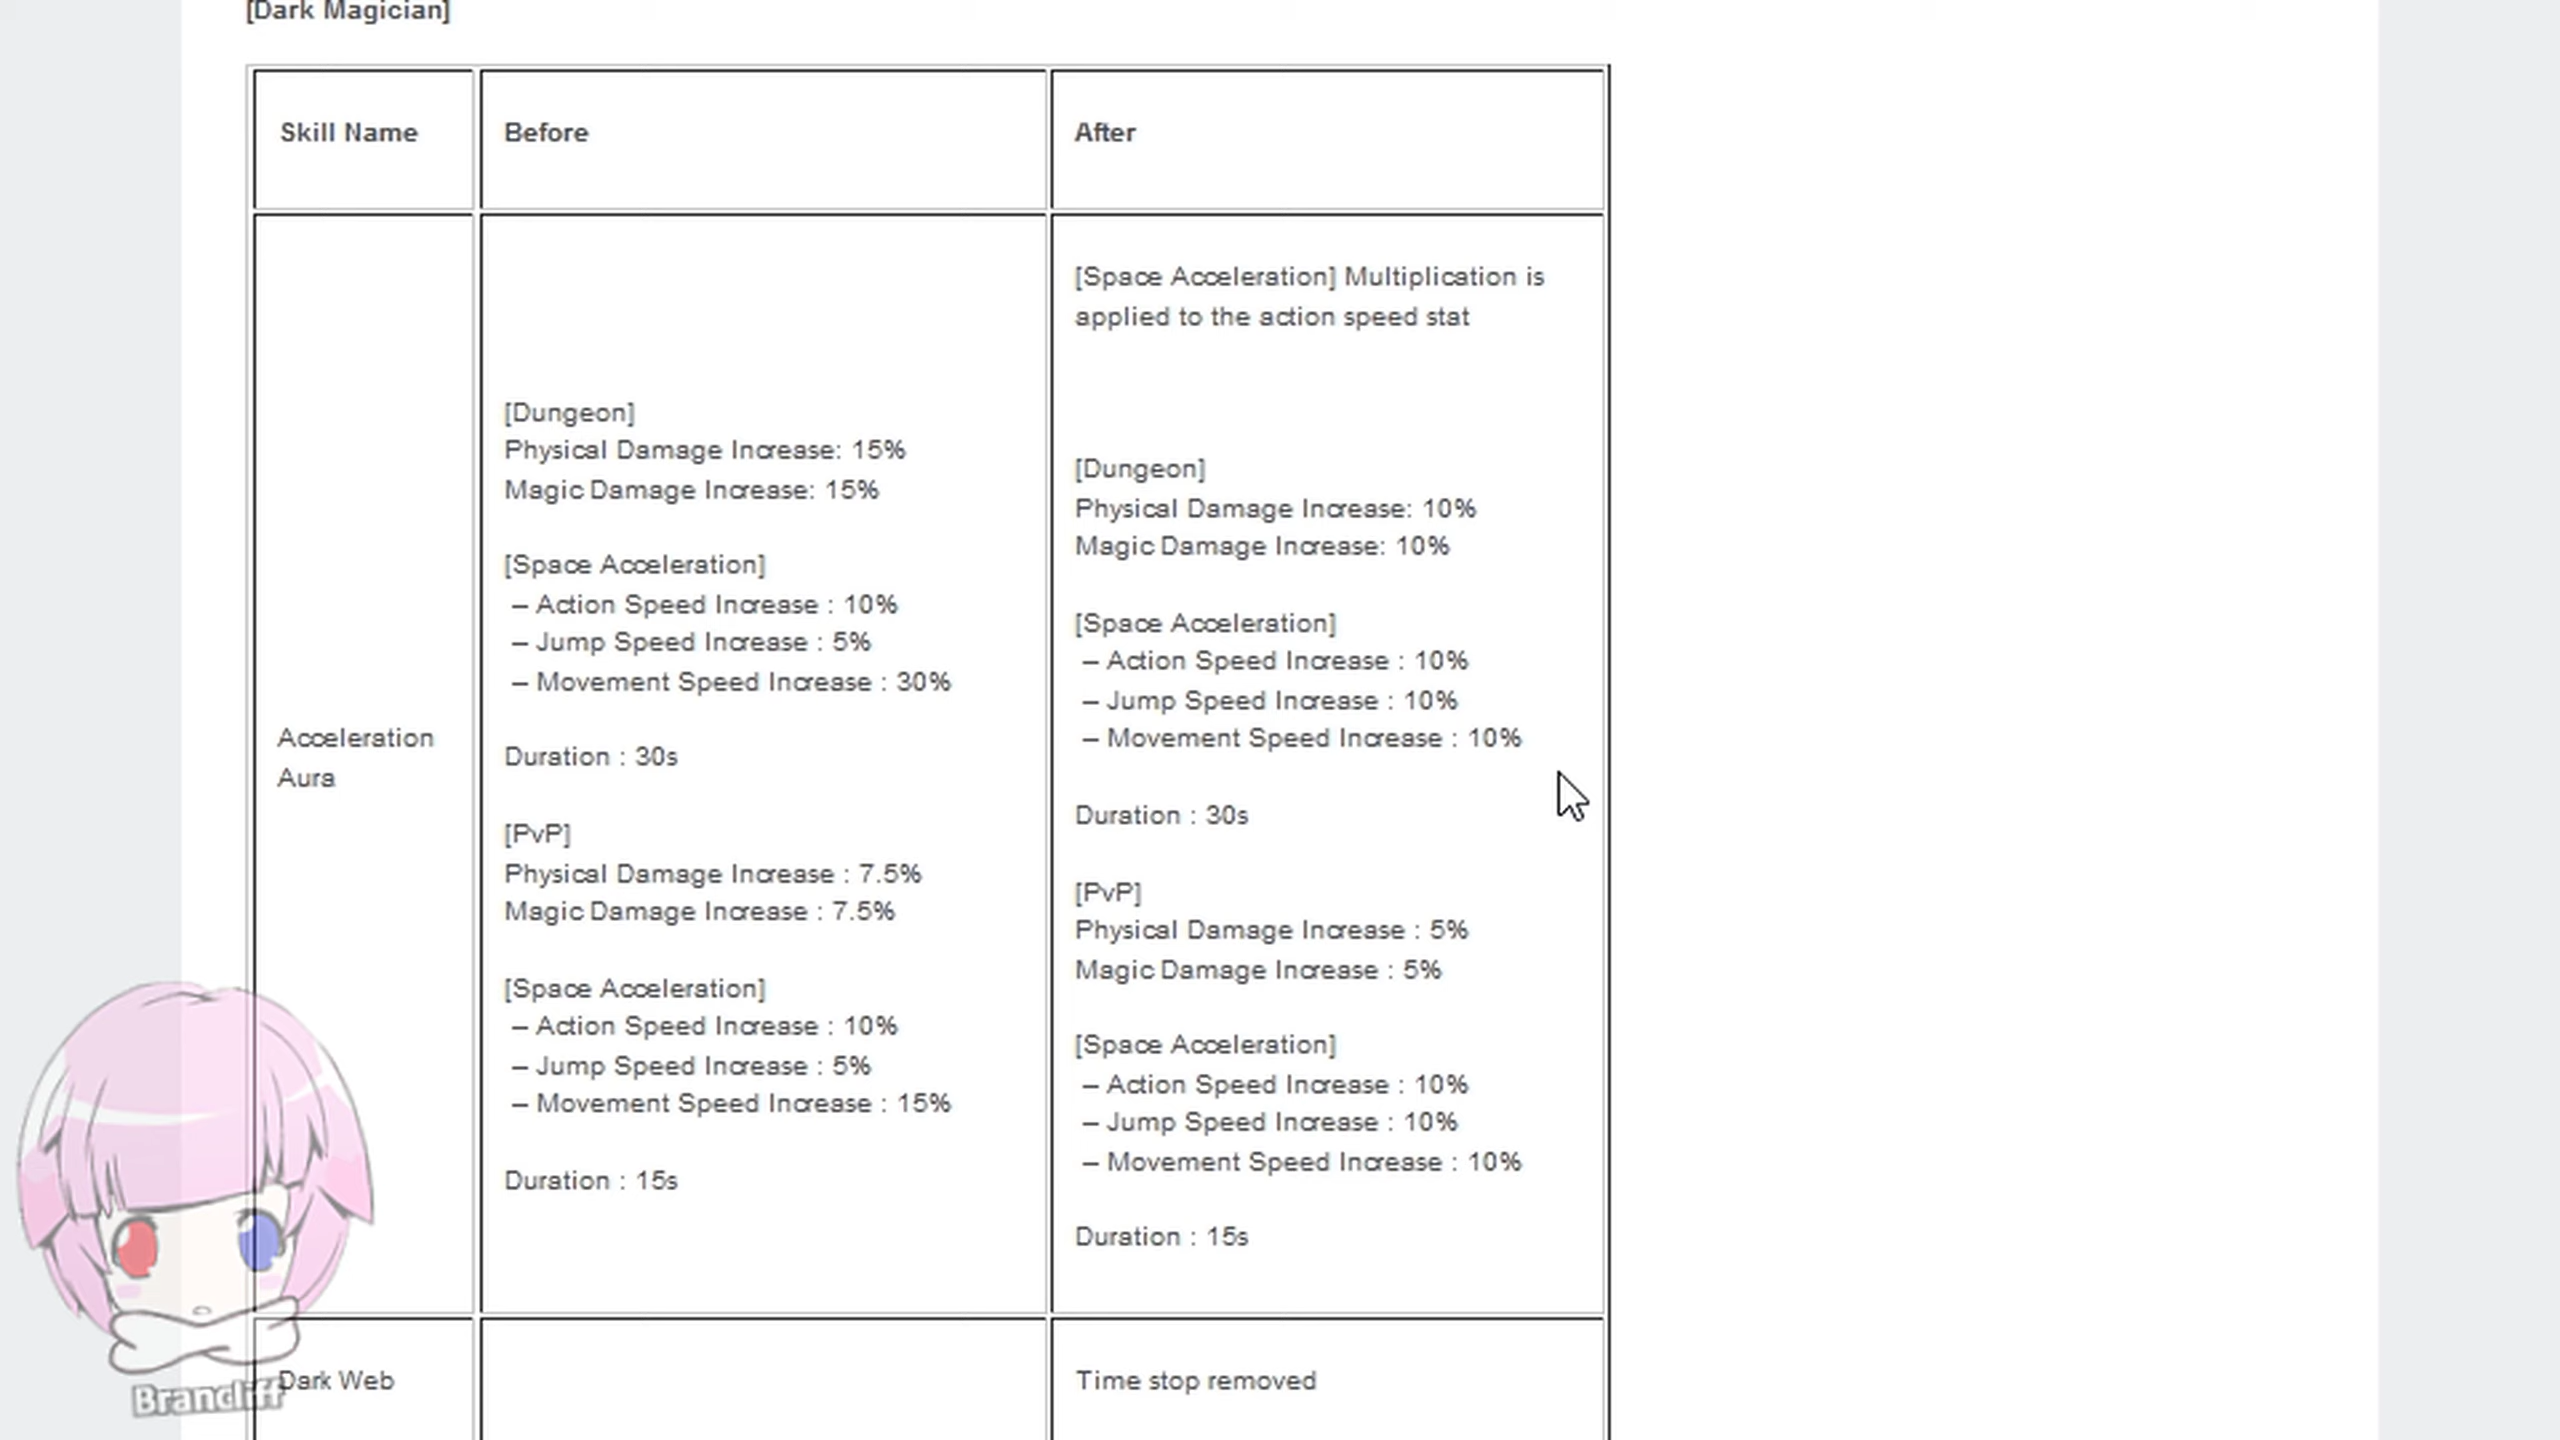 [Dark Magician]
Skill Name
Before
After
Acceleration
Aura
[Dungeon]
Physical Damage Increase: 15%
Magic Damage Increase: 15%
[Space Acceleration]
– Action Speed Increase : 10%
– Jump Speed Increase : 5%
– Movement Speed Increase : 30%
Duration : 30s
[PvP]
Physical Damage Increase : 7.5%
Magic Damage Increase : 7.5%
[Space Acceleration]
– Action Speed Increase : 10%
– Jump Speed Increase : 5%
– Movement Speed Increase : 15%
Duration : 15s
[Space Acceleration] Multiplication is
applied to the action speed stat
[Dungeon]
Physical Damage Increase: 10%
Magic Damage Increase: 10%
[Space Acceleration]
– Action Speed Increase : 10%
– Jump Speed Increase : 10%
– Movement Speed Increase : 10%
Duration : 30s
[PvP]
Physical Damage Increase : 5%
Magic Damage Increase : 5%
[Space Acceleration]
– Action Speed Increase : 10%
– Jump Speed Increase : 10%
– Movement Speed Increase : 10%
Duration : 15s
Dark Web
Time stop removed
Brancliff